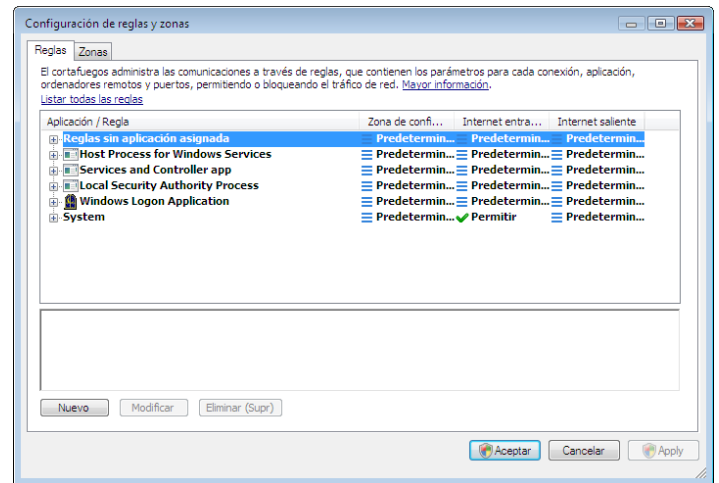 Configuración de reglas y zonas
Reglas Zonas
El cortafuegos administra las comunicaciones a través de reglas, que contienen los parámetros para cada conexión, aplicación,
ordenadores remotos y puertos, permitiendo o bloqueando el tráfico de red. Mayor información.
Listar todas las reglas
Aplicación / Regla Zona de confi... Internet entra... Internet saliente
Reglas sin aplicación asignada Predetermin... Predetermin... Predetermin...
Host Process for Windows Services Predetermin... Predetermin... Predetermin...
Services and Controller app Predetermin... Predetermin... Predetermin...
Local Security Authority Process Predetermin... Predetermin... Predetermin...
Windows Logon Application Predetermin... Predetermin... Predetermin...
System Predetermin... Permitir Predetermin...
Nuevo Modificar Eliminar (Supr)
Aceptar Cancelar Apply